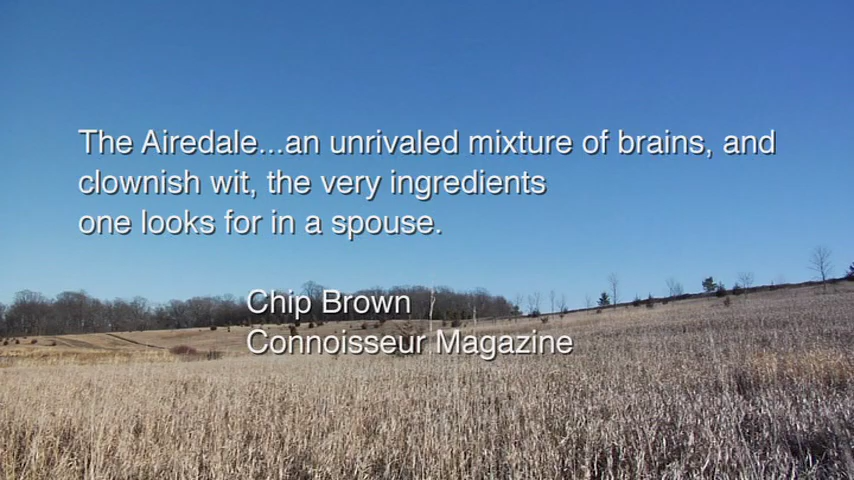 The Airedale...an unrivaled mixture of brains, and
clownish wit, the very ingredients
one looks for in a spouse.
Chip Brown
Connoisseur Magazine